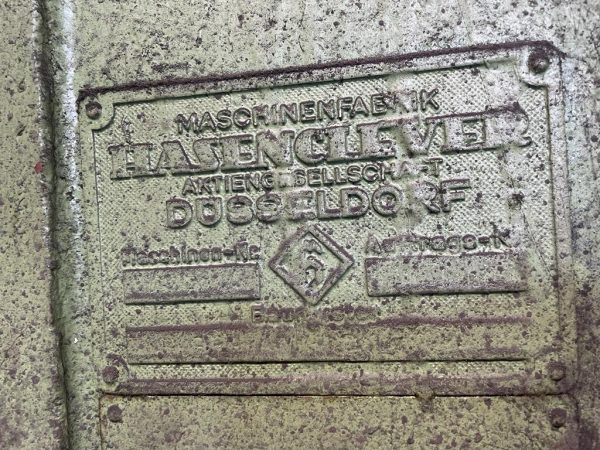 MASCHINENFABRIK
HASENCLEVER
AKTIENGESELLSCHAFT
DÜSSELDORF
Maschinen-Nr. Auftrags-Nr.